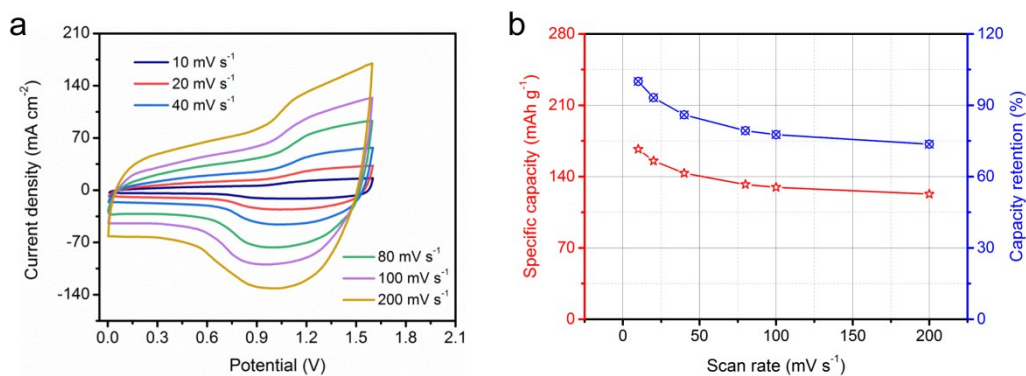 a
210
140
70
0
-70
-140
Current density (mA cm⁻²)
10 mV s⁻¹
20 mV s⁻¹
40 mV s⁻¹
80 mV s⁻¹
100 mV s⁻¹
200 mV s⁻¹
0.0 0.3 0.6 0.9 1.2 1.5 1.8 2.1
Potential (V)
b
280
210
140
70
0
Specific capacity (mAh g⁻¹)
120
90
60
30
0
Capacity retention (%)
0 50 100 150 200
Scan rate (mV s⁻¹)